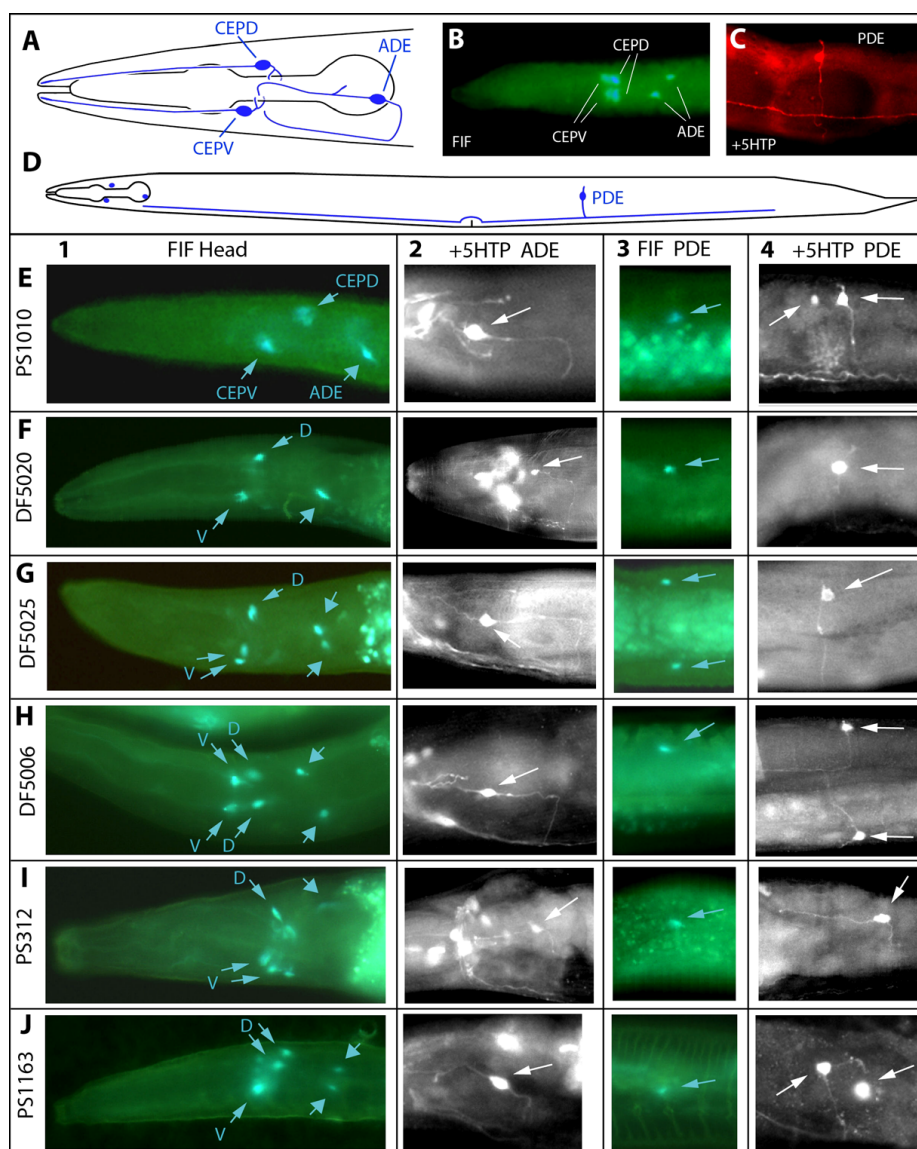 A
CEPD
ADE
CEPV
B
CEPD
CEPV
ADE
FIF
C
PDE
+5HTP
D
PDE
1 FIF Head
2 +5HTP ADE
3 FIF PDE
4 +5HTP PDE
E
PS1010
CEPD
CEPV
ADE
F
DF5020
D
V
G
DF5025
D
V
H
DF5006
V
D
V
D
I
PS312
D
V
J
PS1163
D
V